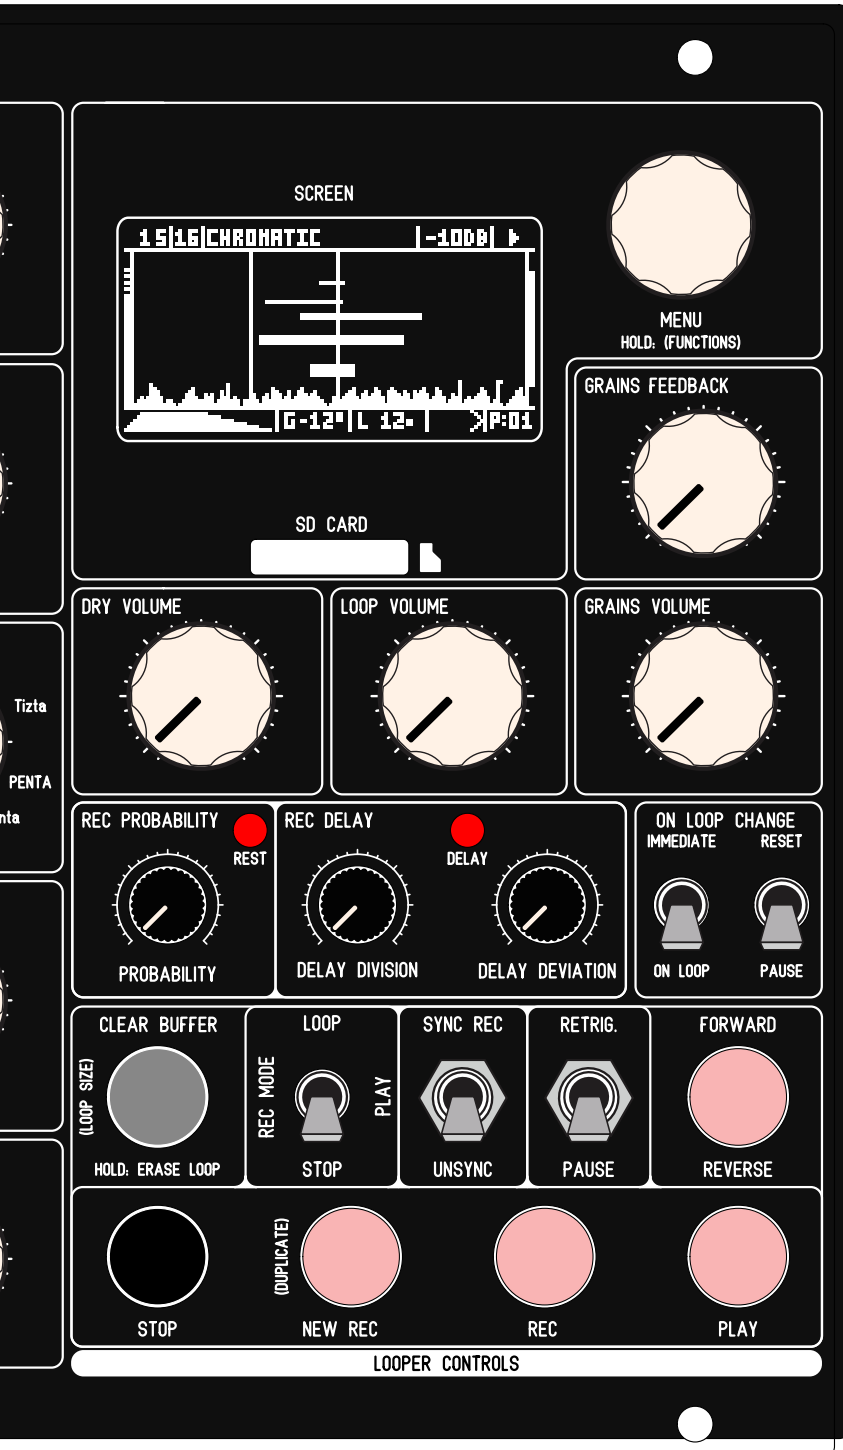 SCREEN
15|16|CHROMATIC |-10DB|
G-12 | L 12 | P:01
MENU
HOLD: (FUNCTIONS)
GRAINS FEEDBACK
SD CARD
DRY VOLUME
LOOP VOLUME
GRAINS VOLUME
Tizta
PENTA
nta
REC PROBABILITY
REST
PROBABILITY
REC DELAY
DELAY
DELAY DIVISION
DELAY DEVIATION
ON LOOP CHANGE
IMMEDIATE RESET
ON LOOP PAUSE
CLEAR BUFFER
(LOOP SIZE)
HOLD: ERASE LOOP
LOOP
REC MODE
PLAY
STOP
SYNC REC
UNSYNC
RETRIG.
PAUSE
FORWARD
REVERSE
STOP
(DUPLICATE)
NEW REC
REC
PLAY
LOOPER CONTROLS